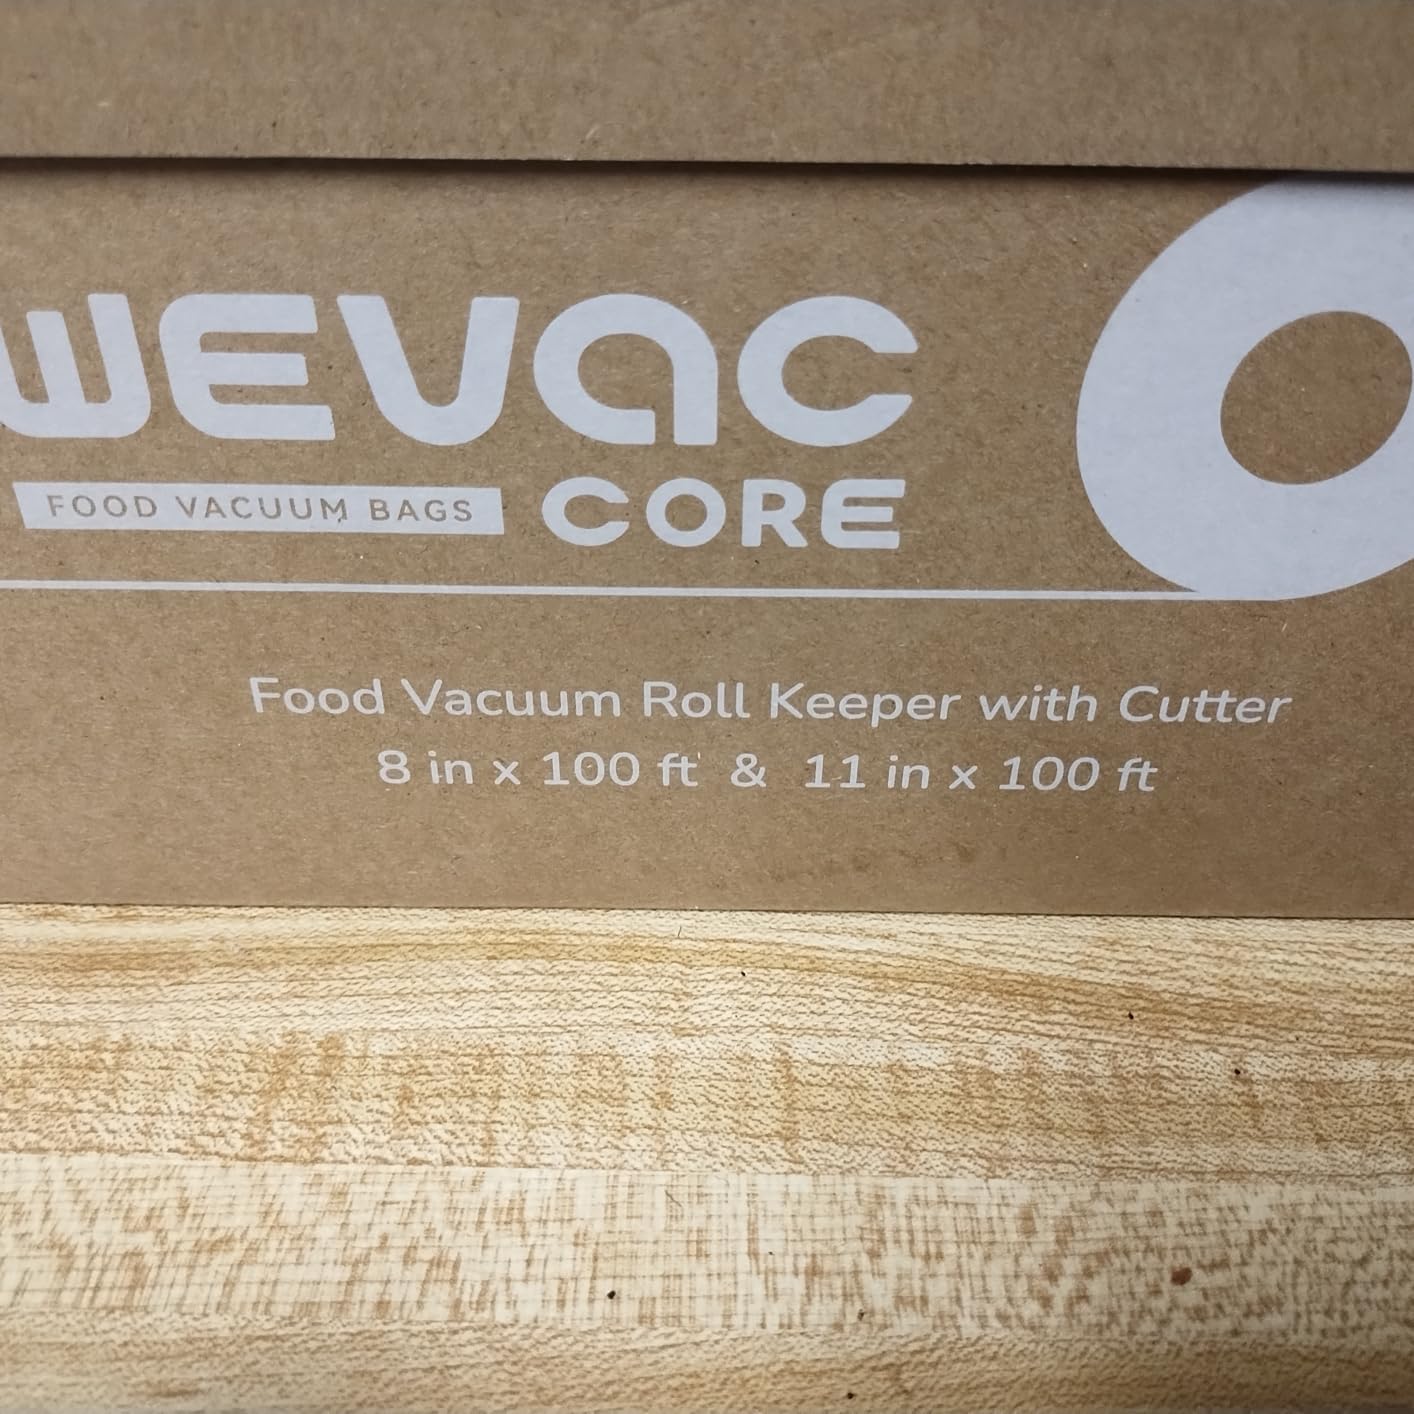 WEVAC
FOOD VACUUM BAGS CORE
Food Vacuum Roll Keeper with Cutter
8 in x 100 ft & 11 in x 100 ft